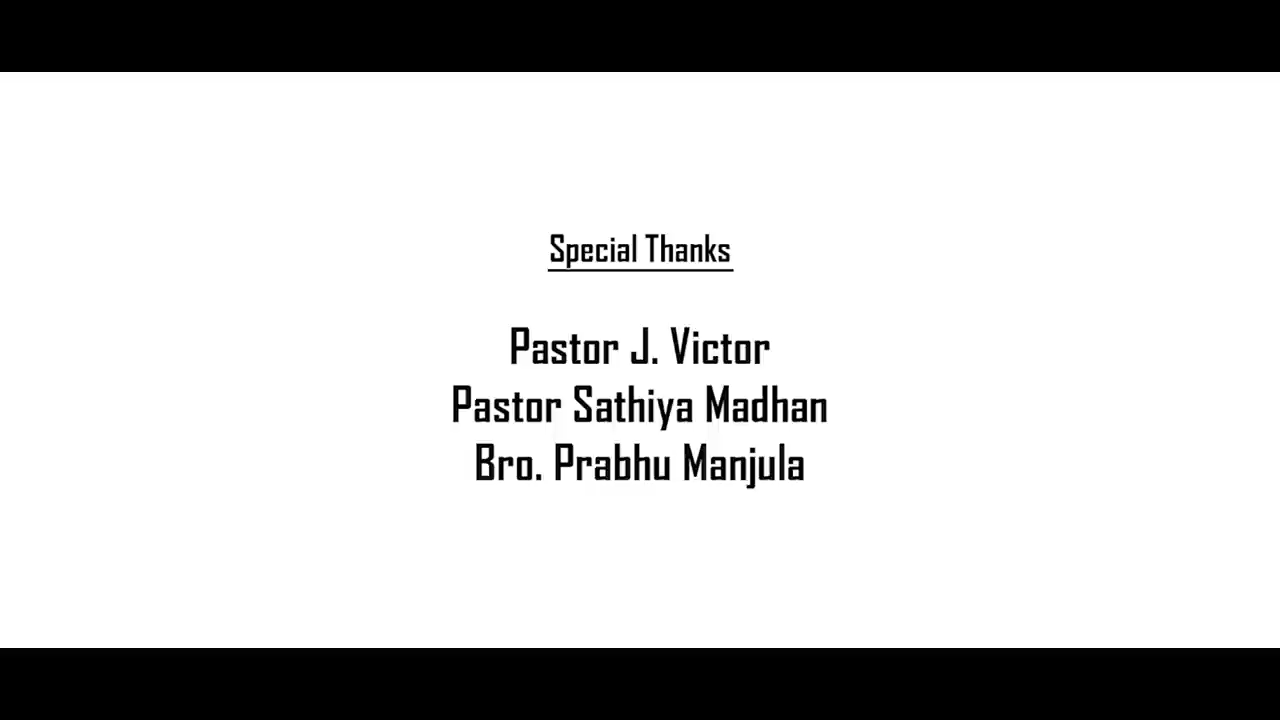 Special Thanks
Pastor J. Victor
Pastor Sathiya Madhan
Bro. Prabhu Manjula